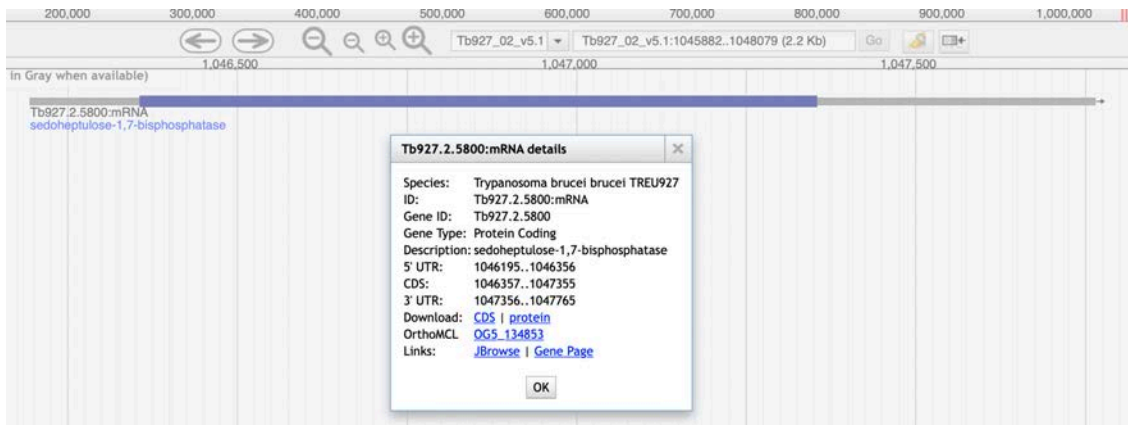 200,000 300,000 400,000 500,000 600,000 700,000 800,000 900,000 1,000,000
Tb927_02_v5.1 Tb927_02_v5.1:1045882..1048079 (2.2 Kb) Go
1,046,500 1,047,000 1,047,500
in Gray when available)
Tb927.2.5800:mRNA
sedoheptulose-1,7-bisphosphatase
Tb927.2.5800:mRNA details
Species: Trypanosoma brucei brucei TREU927
ID: Tb927.2.5800:mRNA
Gene ID: Tb927.2.5800
Gene Type: Protein Coding
Description: sedoheptulose-1,7-bisphosphatase
5' UTR: 1046195..1046356
CDS: 1046357..1047355
3' UTR: 1047356..1047765
Download: CDS | protein
OrthoMCL OG5_134853
Links: JBrowse | Gene Page
OK